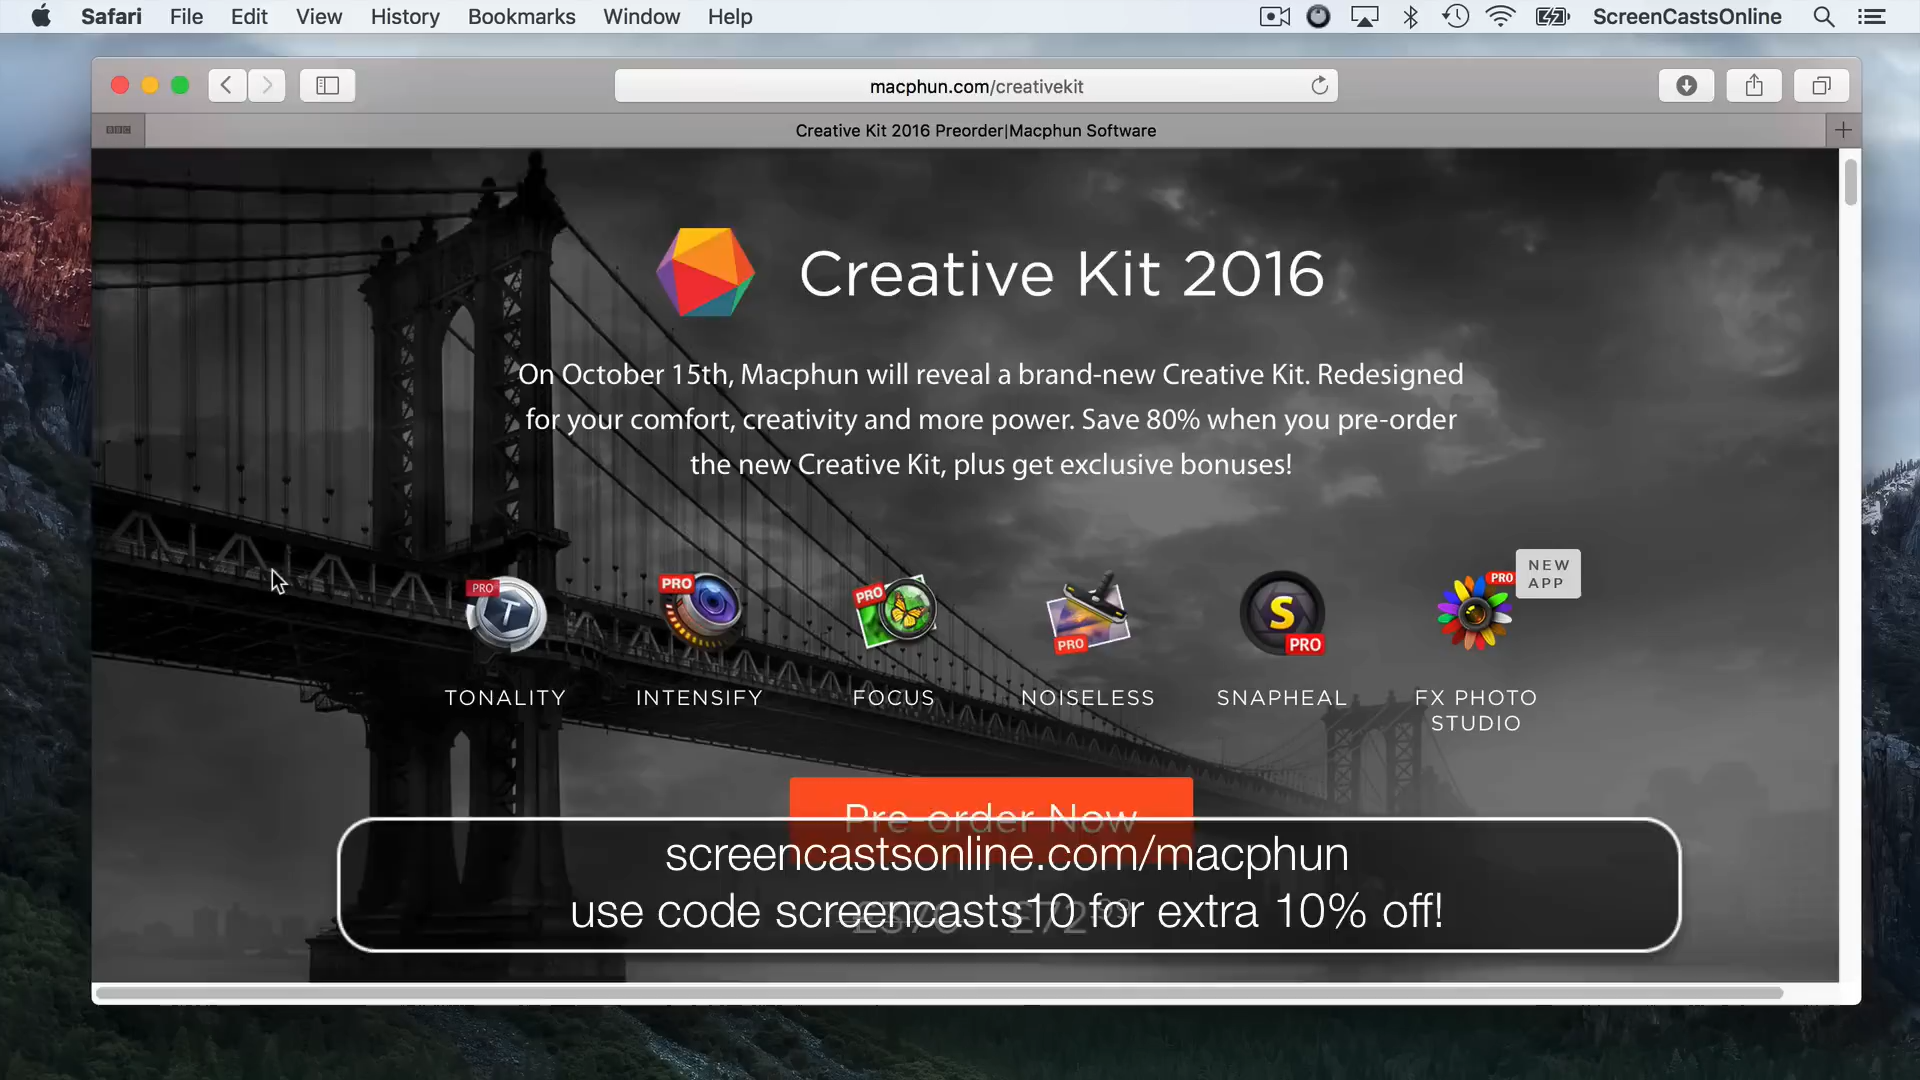 Safari File Edit View History Bookmarks Window Help ScreenCastsOnline
macphun.com/creativekit
Creative Kit 2016 Preorder|Macphun Software
Creative Kit 2016
On October 15th, Macphun will reveal a brand-new Creative Kit. Redesigned
for your comfort, creativity and more power. Save 80% when you pre-order
the new Creative Kit, plus get exclusive bonuses!
NEW
APP
PRO PRO PRO PRO PRO PRO
T S
TONALITY INTENSIFY FOCUS NOISELESS SNAPHEAL FX PHOTO
STUDIO
Pre-order Now
screencastsonline.com/macphun
use code screencasts10 for extra 10% off!